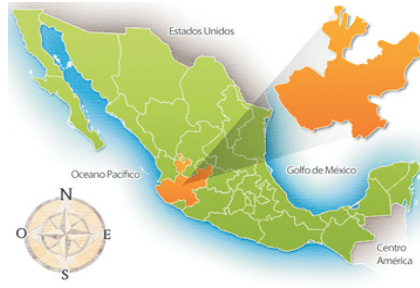 Estados Unidos
Oceano Pacifico
Golfo de México
N
O
E
S
Centro
América